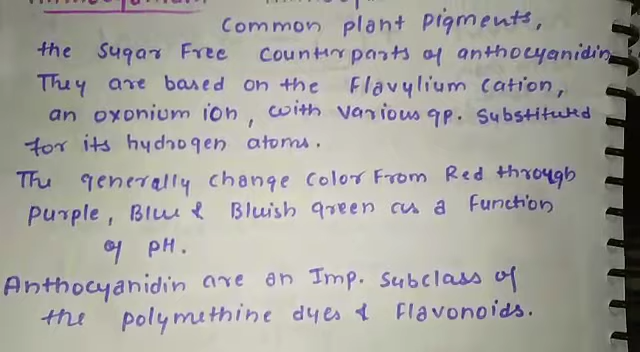 Common plant pigments,
the sugar free counterparts of anthocyanidin
They are based on the Flavylium cation,
an oxonium ion, with various gp. substituted
for its hydrogen atoms.
The generally change color from Red through
purple, Blue & Bluish green as a function
of pH.
Anthocyanidin are an Imp. subclass of
the polymethine dyes & flavonoids.